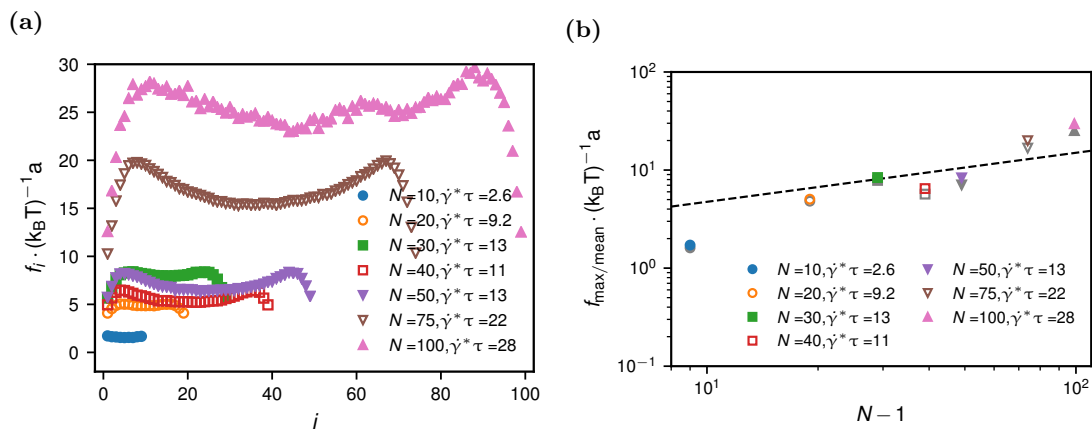 (a)
30
25
20
15
10
5
0
f_i · (k_BT)^{-1}a
N =10, γ̇*τ =2.6
N =20, γ̇*τ =9.2
N =30, γ̇*τ =13
N =40, γ̇*τ =11
N =50, γ̇*τ =13
N =75, γ̇*τ =22
N =100, γ̇*τ =28
0 20 40 60 80 100
i
(b)
10^2
10^1
10^0
10^{-1}
f_{max/mean} · (k_BT)^{-1}a
N =10, γ̇*τ =2.6
N =20, γ̇*τ =9.2
N =30, γ̇*τ =13
N =40, γ̇*τ =11
N =50, γ̇*τ =13
N =75, γ̇*τ =22
N =100, γ̇*τ =28
10^1 10^2
N − 1